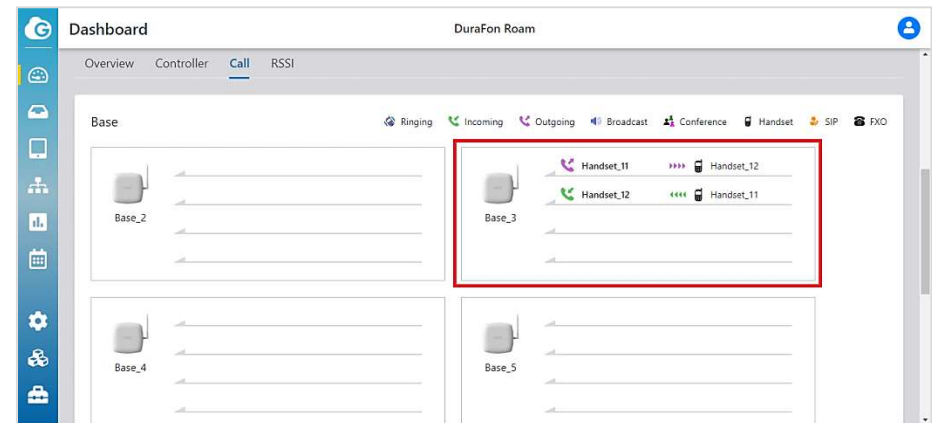 Dashboard DuraFon Roam
Overview Controller Call RSSI
Base Ringing Incoming Outgoing Broadcast Conference Handset SIP FXO
Handset_11 Handset_12
Handset_12 Handset_11
Base_2 Base_3
Base_4 Base_5